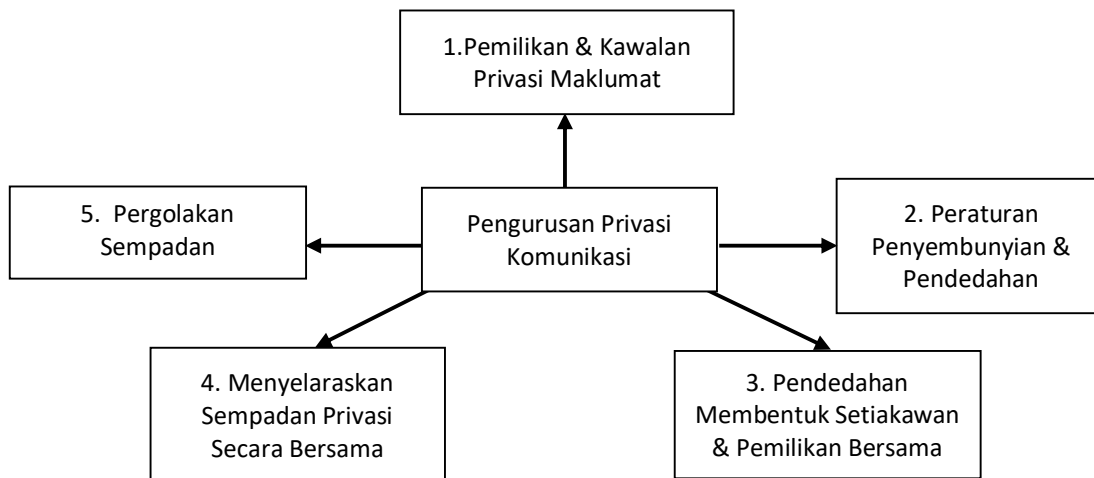 1.Pemilikan & Kawalan
Privasi Maklumat
5. Pergolakan
Sempadan
Pengurusan Privasi
Komunikasi
2. Peraturan
Penyembunyian &
Pendedahan
4. Menyelaraskan
Sempadan Privasi
Secara Bersama
3. Pendedahan
Membentuk Setiakawan
& Pemilikan Bersama